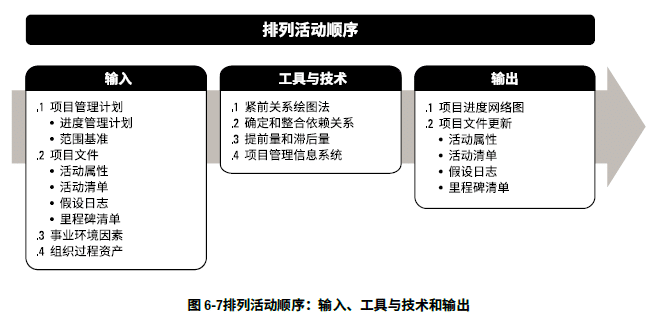 排列活动顺序
输入
.1 项目管理计划
• 进度管理计划
• 范围基准
.2 项目文件
• 活动属性
• 活动清单
• 假设日志
• 里程碑清单
.3 事业环境因素
.4 组织过程资产
工具与技术
.1 紧前关系绘图法
.2 确定和整合依赖关系
.3 提前量和滞后量
.4 项目管理信息系统
输出
.1 项目进度网络图
.2 项目文件更新
• 活动属性
• 活动清单
• 假设日志
• 里程碑清单
图 6-7排列活动顺序：输入、工具与技术和输出